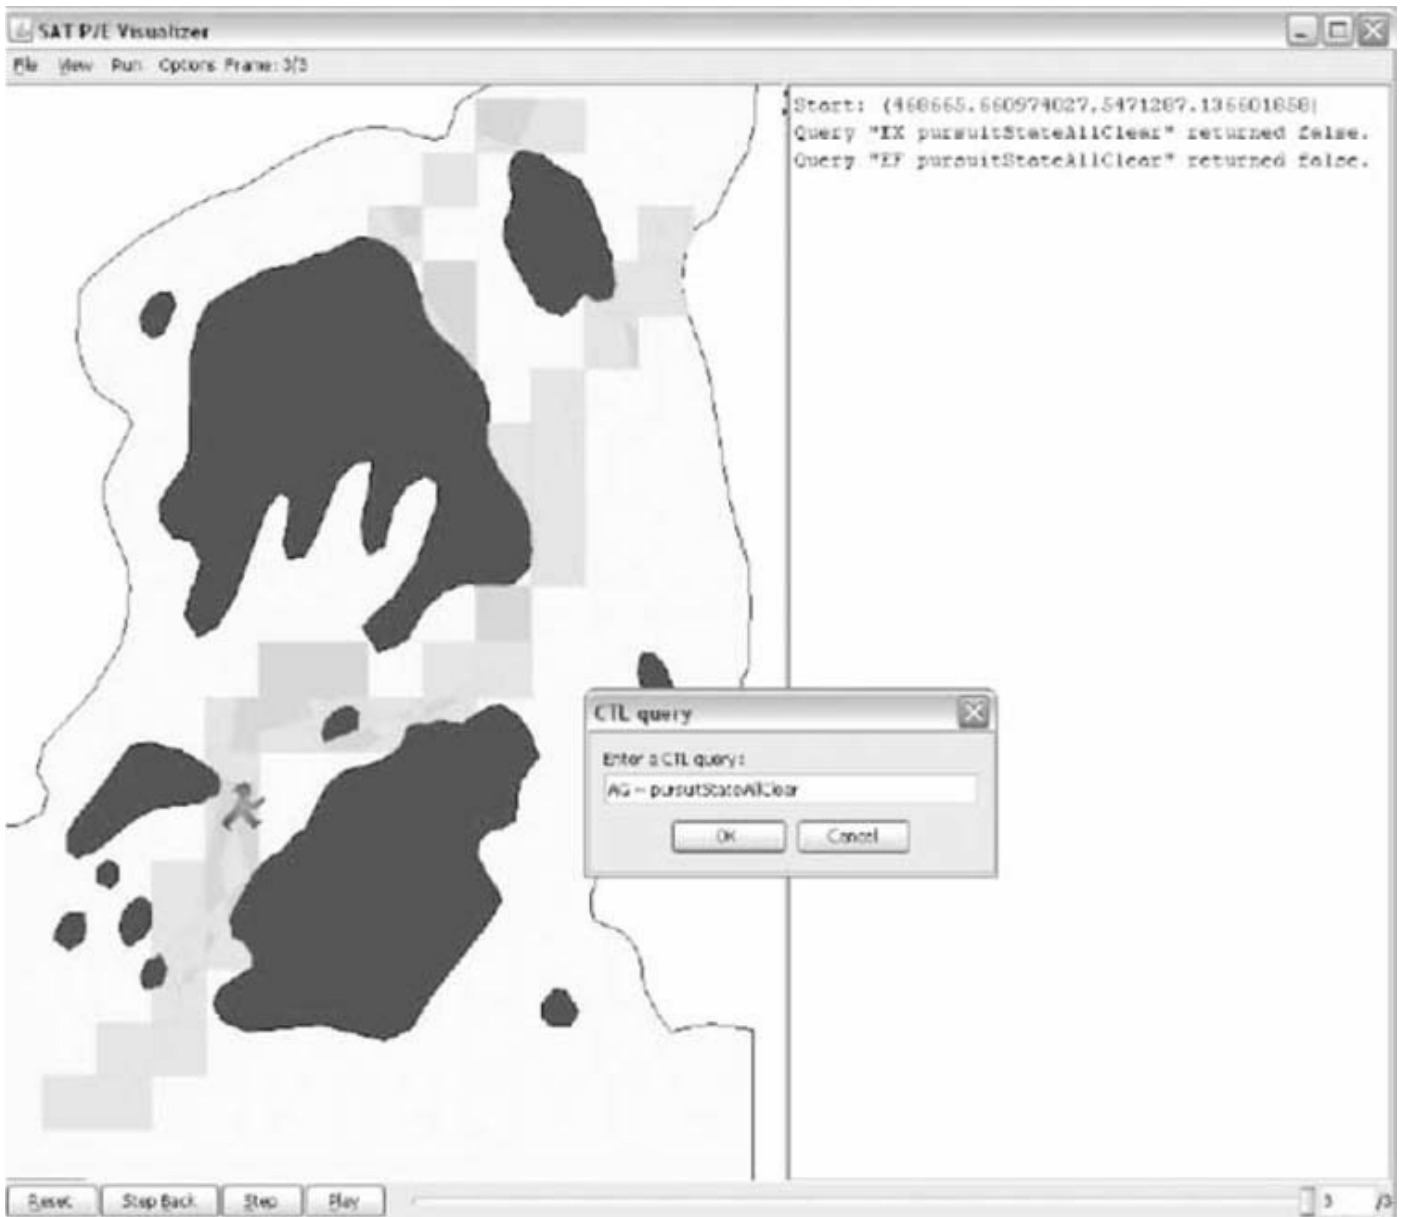 SAT P/E Visualizer
File View Run Options Frame: 3/3
Start: (468665.660974027,5471287.136601858)
Query "EX pursuitStateAllClear" returned false.
Query "EF pursuitStateAllClear" returned false.
CTL query
Enter a CTL query:
AG ~ pursuitStateAllClear
OK Cancel
Reset Step Back Step Play 3 /3